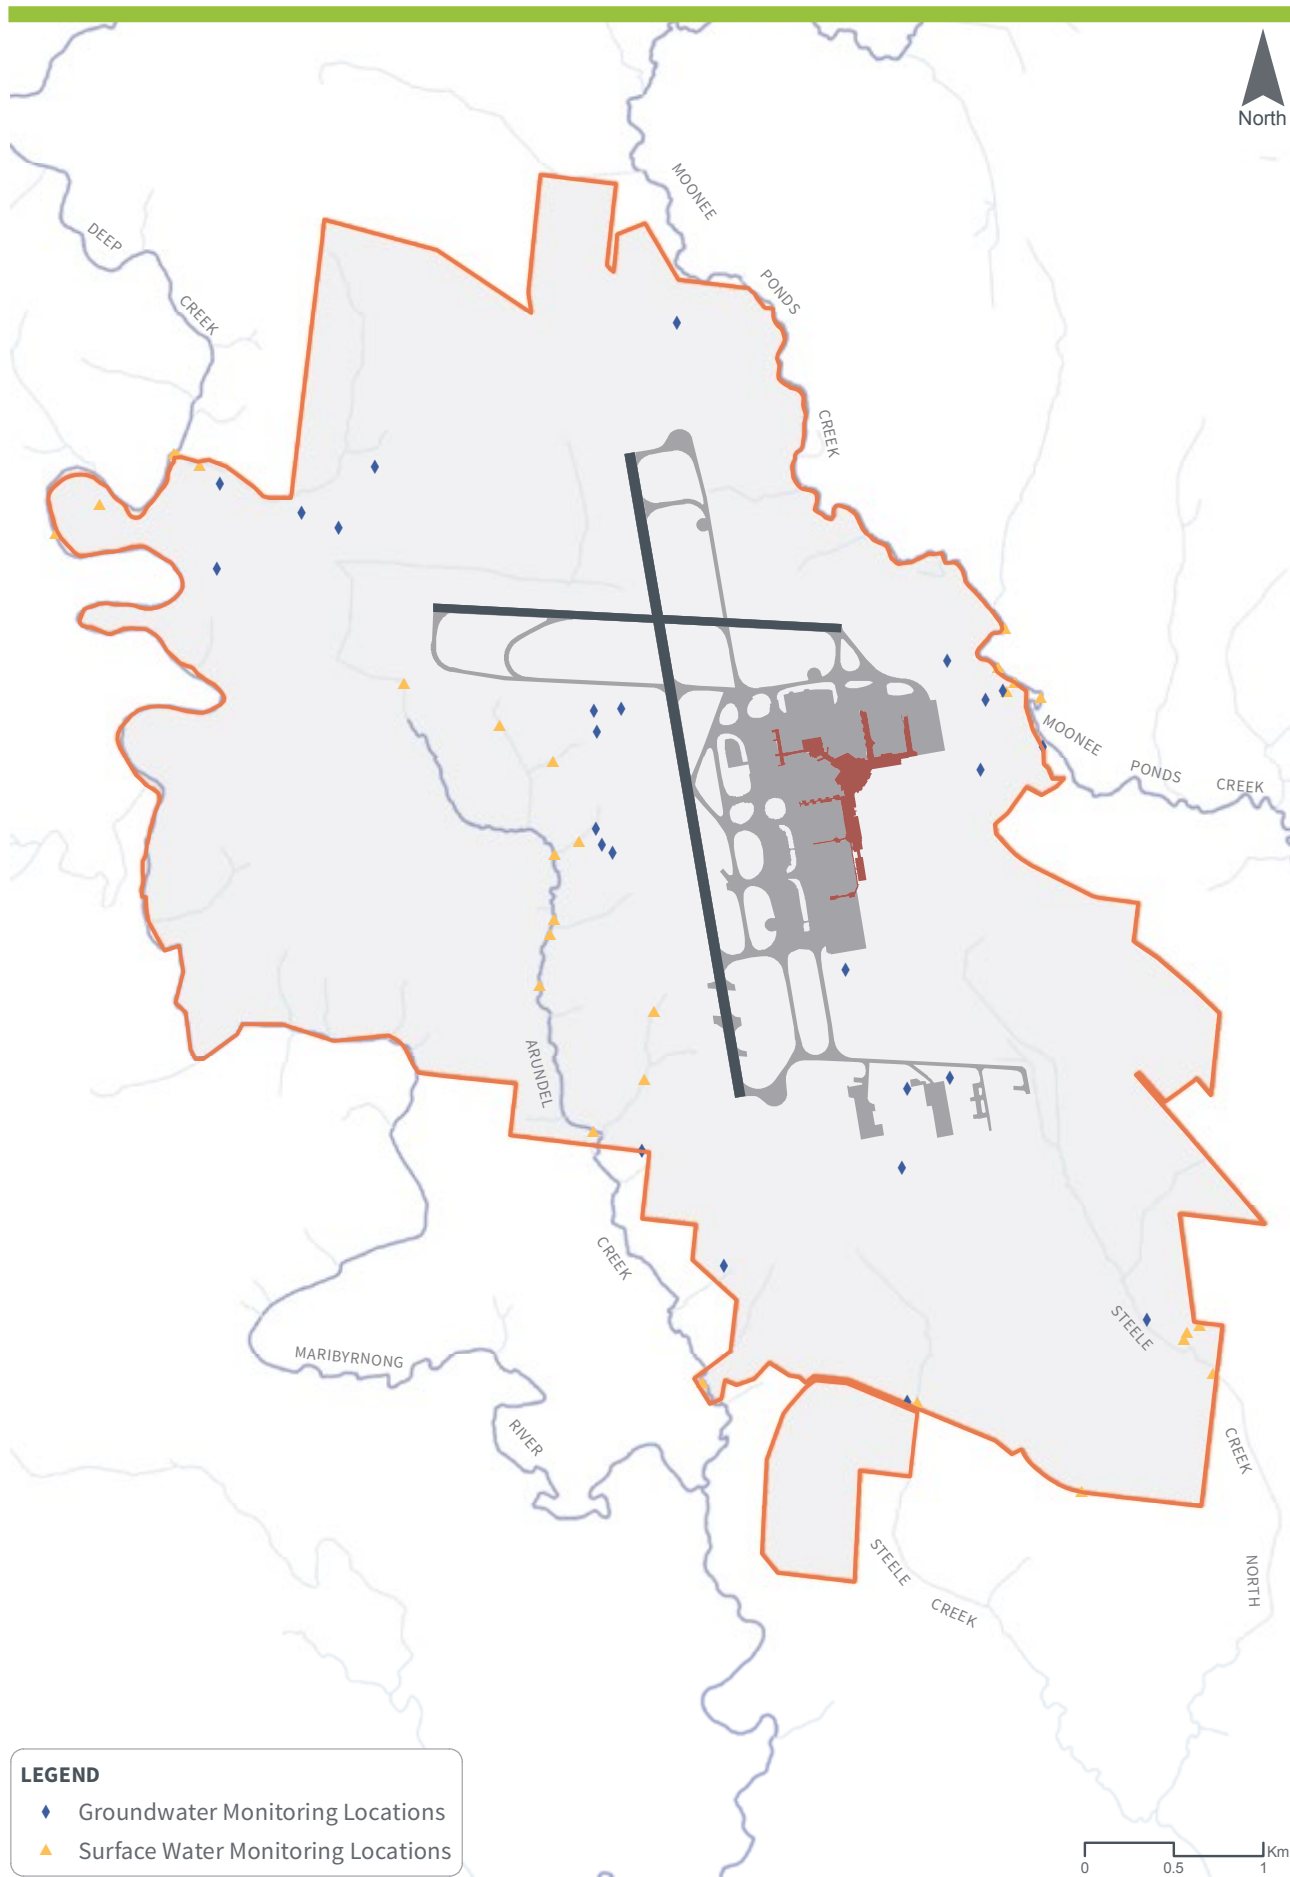 North
MOONEE
PONDS
CREEK
DEEP
CREEK
MOONEE
PONDS
CREEK
ARUNDEL
CREEK
MARIBYRNONG
RIVER
STEELE
CREEK
NORTH
STEELE
CREEK
LEGEND
Groundwater Monitoring Locations
Surface Water Monitoring Locations
Km
0 0.5 1